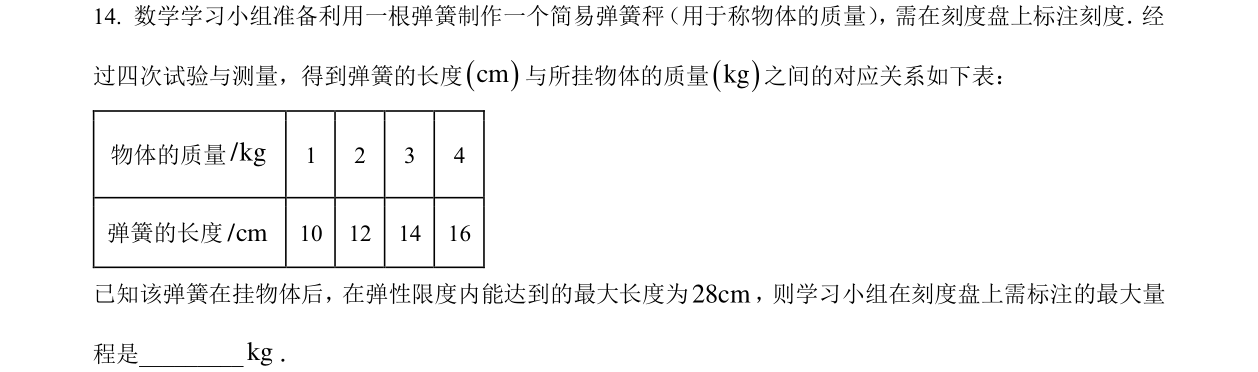 14. 数学学习小组准备利用一根弹簧制作一个简易弹簧秤（用于称物体的质量），需在刻度盘上标注刻度．经
过四次试验与测量，得到弹簧的长度(cm)与所挂物体的质量(kg)之间的对应关系如下表：
物体的质量/kg 1 2 3 4
弹簧的长度/cm 10 12 14 16
已知该弹簧在挂物体后，在弹性限度内能达到的最大长度为28cm，则学习小组在刻度盘上需标注的最大量
程是_________kg．